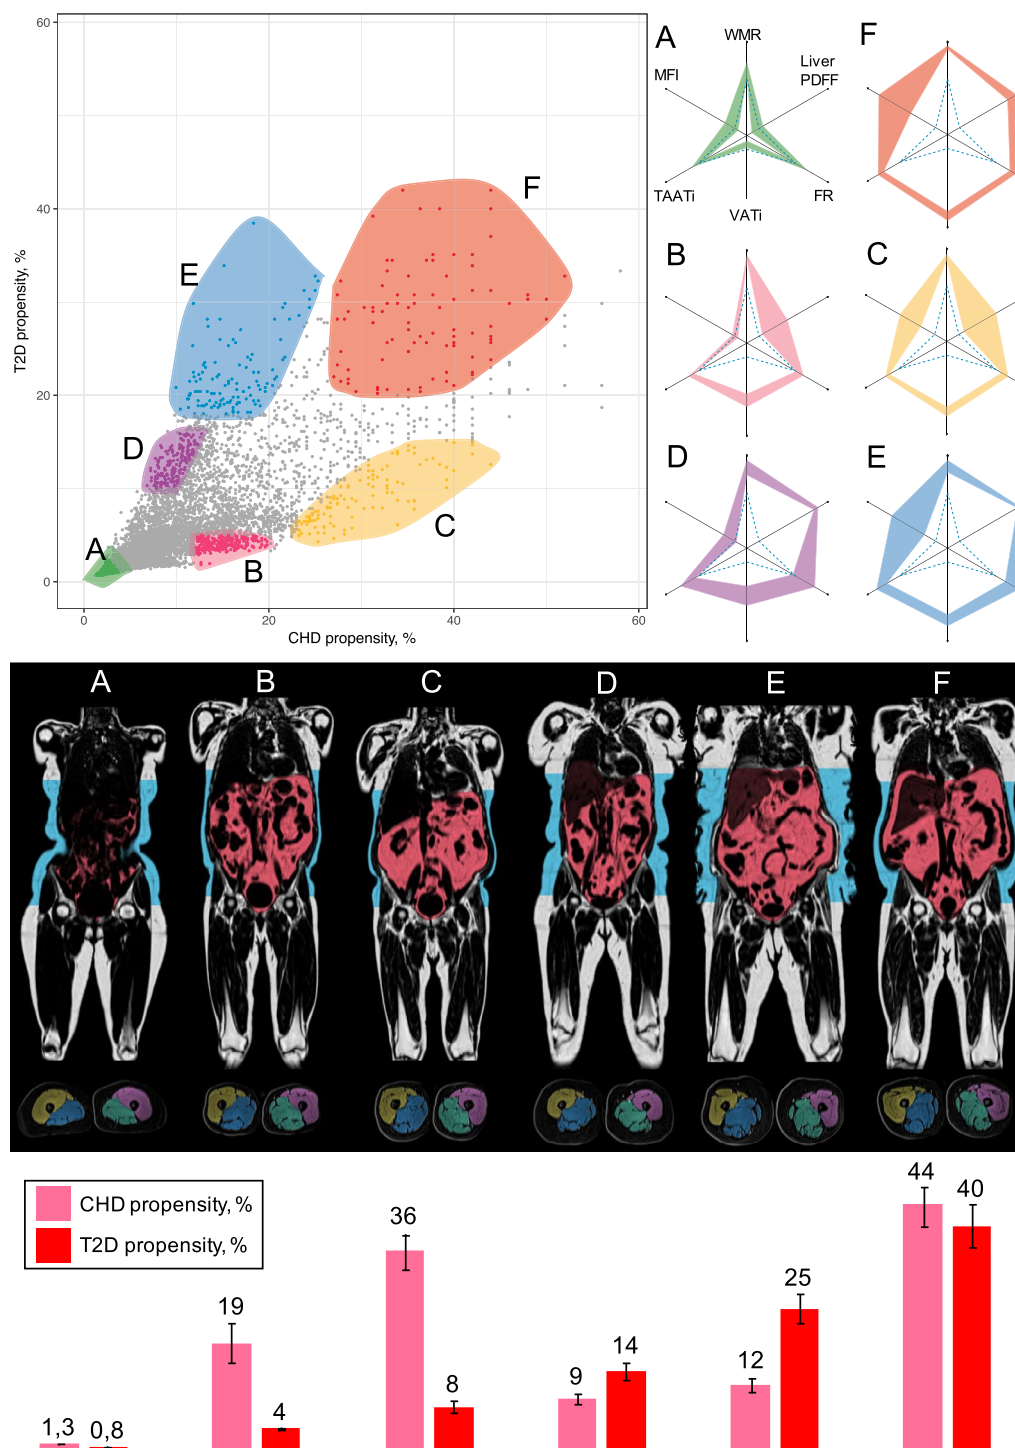 60
40
20
0
0
20
40
60
T2D propensity, %
CHD propensity, %
A
B
C
D
E
F
A
WMR
MFI
Liver
PDFF
TAATi
VATi
FR
F
B
C
D
E
A B C D E F
CHD propensity, %
T2D propensity, %
1,3
0,8
19
4
36
8
9
14
12
25
44
40